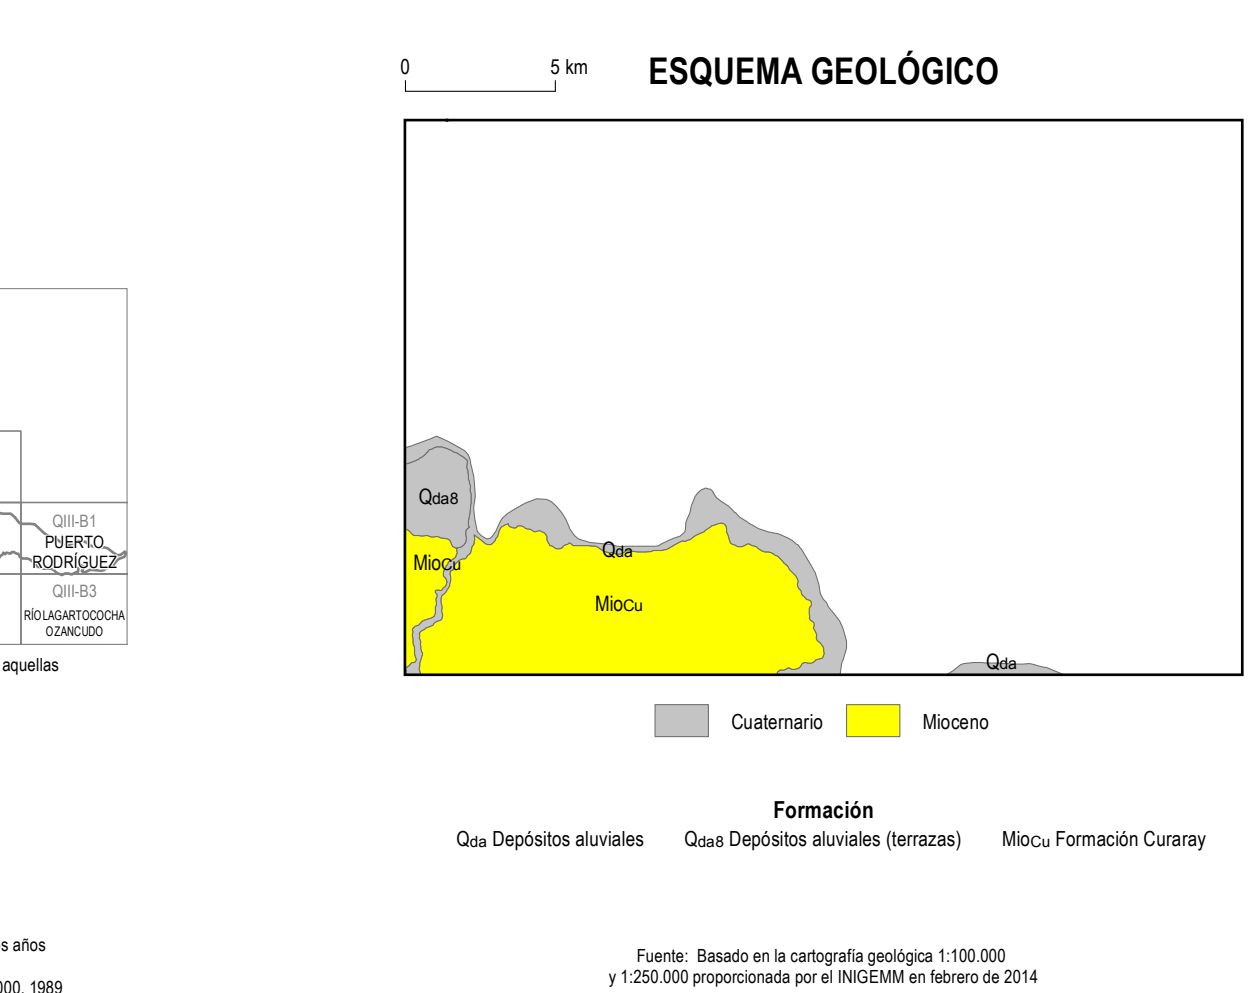 0 5 km ESQUEMA GEOLÓGICO
Qda8
MioCu
Qda
MioCu
Qda
Cuaternario Mioceno
Formación
Qda Depósitos aluviales Qda8 Depósitos aluviales (terrazas) MioCu Formación Curaray
Fuente: Basado en la cartografía geológica 1:100.000
y 1:250.000 proporcionada por el INIGEMM en febrero de 2014
QIII-B1
PUERTO
RODRÍGUEZ
QIII-B3
RÍO LAGARTOCOCHA
O ZANCUDO
aquellas
s años
000, 1989